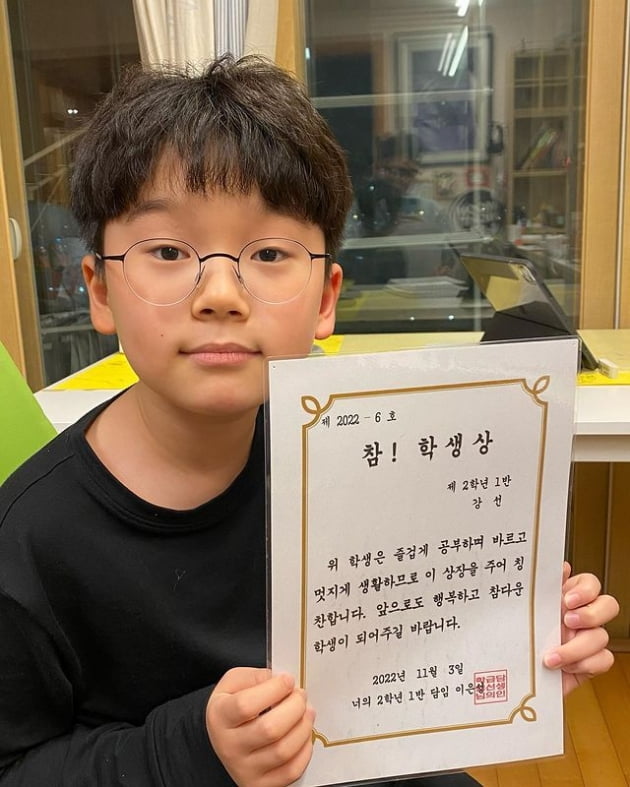 제 2022 - 6 호
참! 학생상
제 2학년 1반
강 선
위 학생은 즐겁게 공부하며 바르고
멋지게 생활하므로 이 상장을 주어 칭
찬합니다. 앞으로도 행복하고 참다운
학생이 되어주길 바랍니다.
2022년 11월 3일
너의 2학년 1반 담임 이은